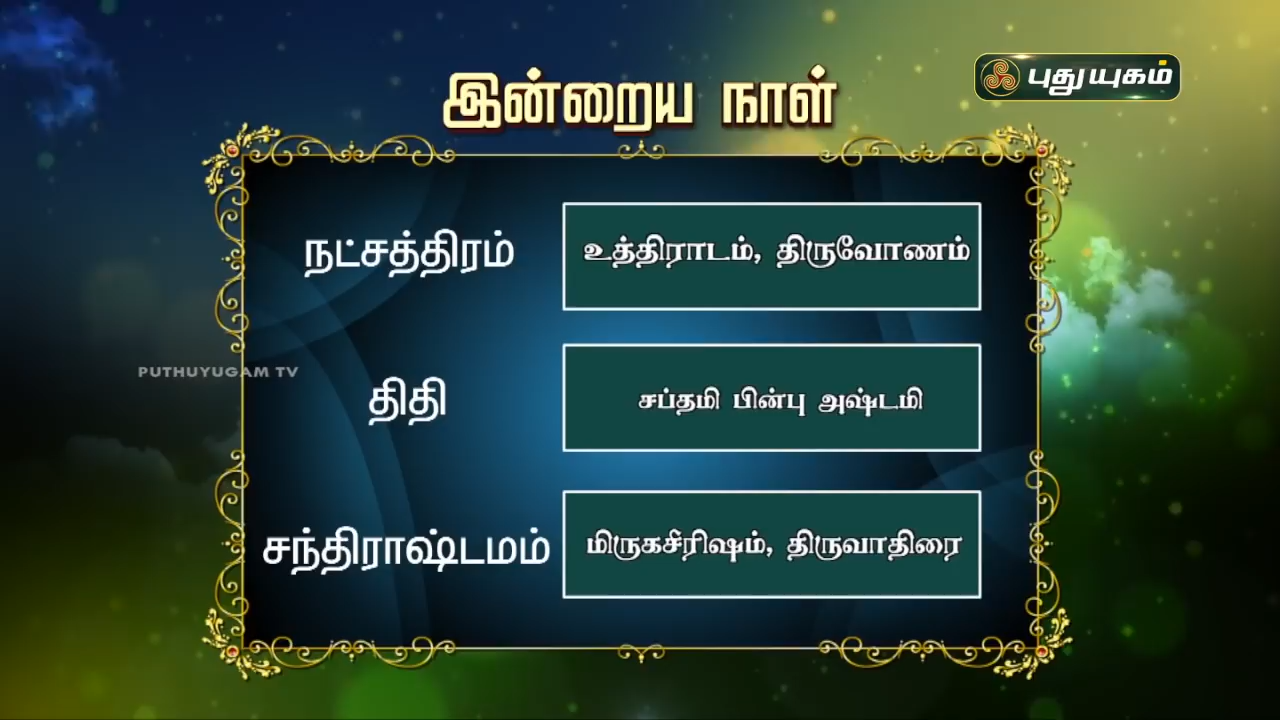 புதுயுகம்
இன்றைய நாள்
நட்சத்திரம் உத்திராடம், திருவோணம்
PUTHUYUGAM TV
திதி சப்தமி பின்பு அஷ்டமி
சந்திராஷ்டமம் மிருகசீரிஷம், திருவாதிரை